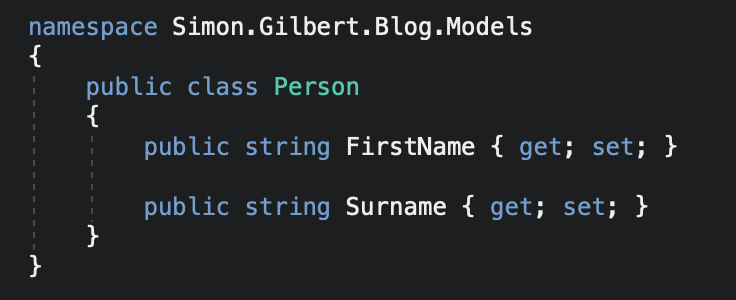 namespace Simon.Gilbert.Blog.Models
{
    public class Person
    {
        public string FirstName { get; set; }

        public string Surname { get; set; }
    }
}